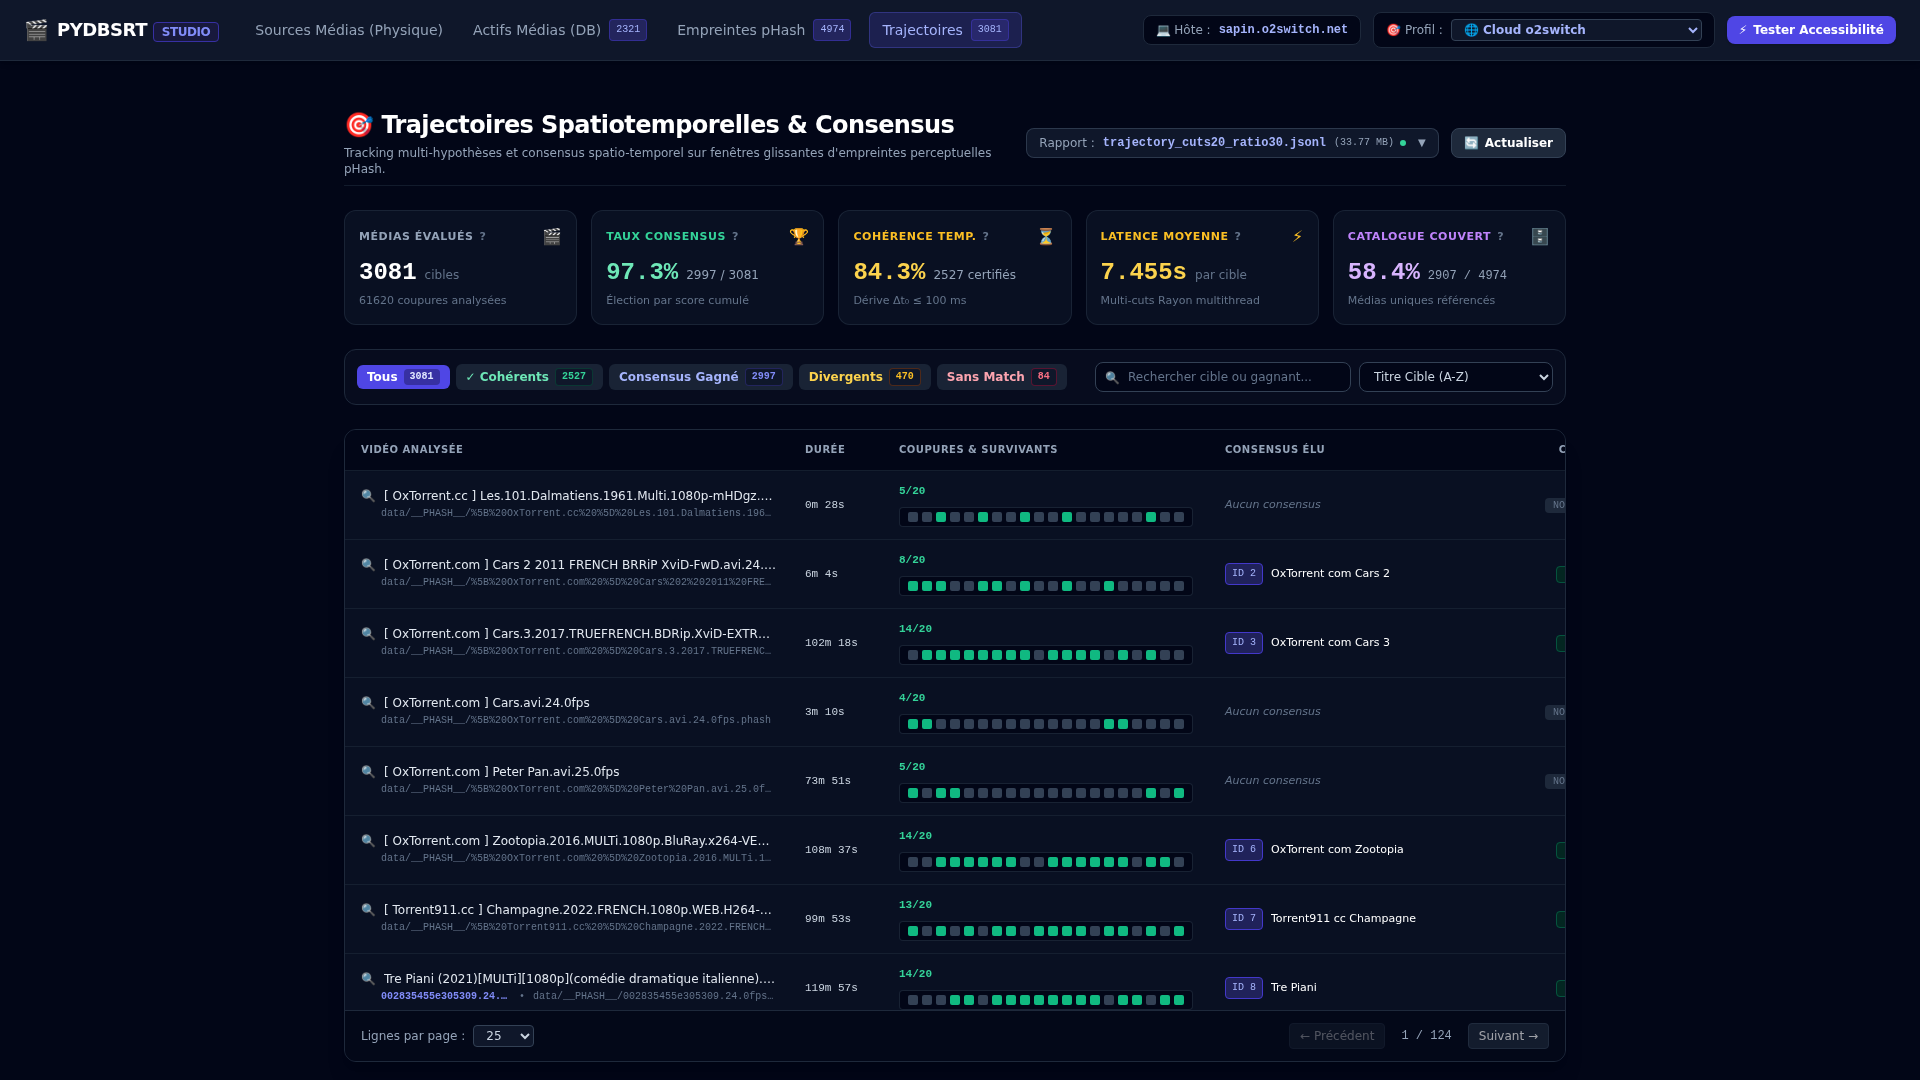 PYDBSRT STUDIO
Sources Médias (Physique)
Actifs Médias (DB) 2321
Empreintes pHash 4974
Trajectoires 3081
Hôte : sapin.o2switch.net
Profil : Cloud o2switch
Tester Accessibilité
Trajectoires Spatiotemporelles & Consensus
Tracking multi-hypothèses et consensus spatio-temporel sur fenêtres glissantes d'empreintes perceptuelles
pHash.
Rapport : trajectory_cuts20_ratio30.jsonl (33.77 MB) ▼
Actualiser
MÉDIAS ÉVALUÉS ?
3081 cibles
61620 coupures analysées
TAUX CONSENSUS ?
97.3% 2997 / 3081
Élection par score cumulé
COHÉRENCE TEMP. ?
84.3% 2527 certifiés
Dérive Δt₀ ≤ 100 ms
LATENCE MOYENNE ?
7.455s par cible
Multi-cuts Rayon multithread
CATALOGUE COUVERT ?
58.4% 2907 / 4974
Médias uniques référencés
Tous 3081
✓ Cohérents 2527
Consensus Gagné 2997
Divergents 470
Sans Match 84
Rechercher cible ou gagnant...
Titre Cible (A-Z)
VIDÉO ANALYSÉE DURÉE COUPURES & SURVIVANTS CONSENSUS ÉLU C
[ OxTorrent.cc ] Les.101.Dalmatiens.1961.Multi.1080p-mHDgz.…
data/__PHASH__/%5B%20OxTorrent.cc%20%5D%20Les.101.Dalmatiens.196…
0m 28s
5/20
Aucun consensus
NO
[ OxTorrent.com ] Cars 2 2011 FRENCH BRRiP XviD-FwD.avi.24.…
data/__PHASH__/%5B%20OxTorrent.com%20%5D%20Cars%202%202011%20FRE…
6m 4s
8/20
ID 2 OxTorrent com Cars 2
[ OxTorrent.com ] Cars.3.2017.TRUEFRENCH.BDRip.XviD-EXTR…
data/__PHASH__/%5B%20OxTorrent.com%20%5D%20Cars.3.2017.TRUEFRENC…
102m 18s
14/20
ID 3 OxTorrent com Cars 3
[ OxTorrent.com ] Cars.avi.24.0fps
data/__PHASH__/%5B%20OxTorrent.com%20%5D%20Cars.avi.24.0fps.phash
3m 10s
4/20
Aucun consensus
NO
[ OxTorrent.com ] Peter Pan.avi.25.0fps
data/__PHASH__/%5B%20OxTorrent.com%20%5D%20Peter%20Pan.avi.25.0f…
73m 51s
5/20
Aucun consensus
NO
[ OxTorrent.com ] Zootopia.2016.MULTi.1080p.BluRay.x264-VE…
data/__PHASH__/%5B%20OxTorrent.com%20%5D%20Zootopia.2016.MULTi.1…
108m 37s
14/20
ID 6 OxTorrent com Zootopia
[ Torrent911.cc ] Champagne.2022.FRENCH.1080p.WEB.H264-…
data/__PHASH__/%5B%20Torrent911.cc%20%5D%20Champagne.2022.FRENCH…
99m 53s
13/20
ID 7 Torrent911 cc Champagne
Tre Piani (2021)[MULTi][1080p](comédie dramatique italienne).…
002835455e305309.24.… • data/__PHASH__/002835455e305309.24.0fps…
119m 57s
14/20
ID 8 Tre Piani
Lignes par page : 25
← Précédent 1 / 124 Suivant →